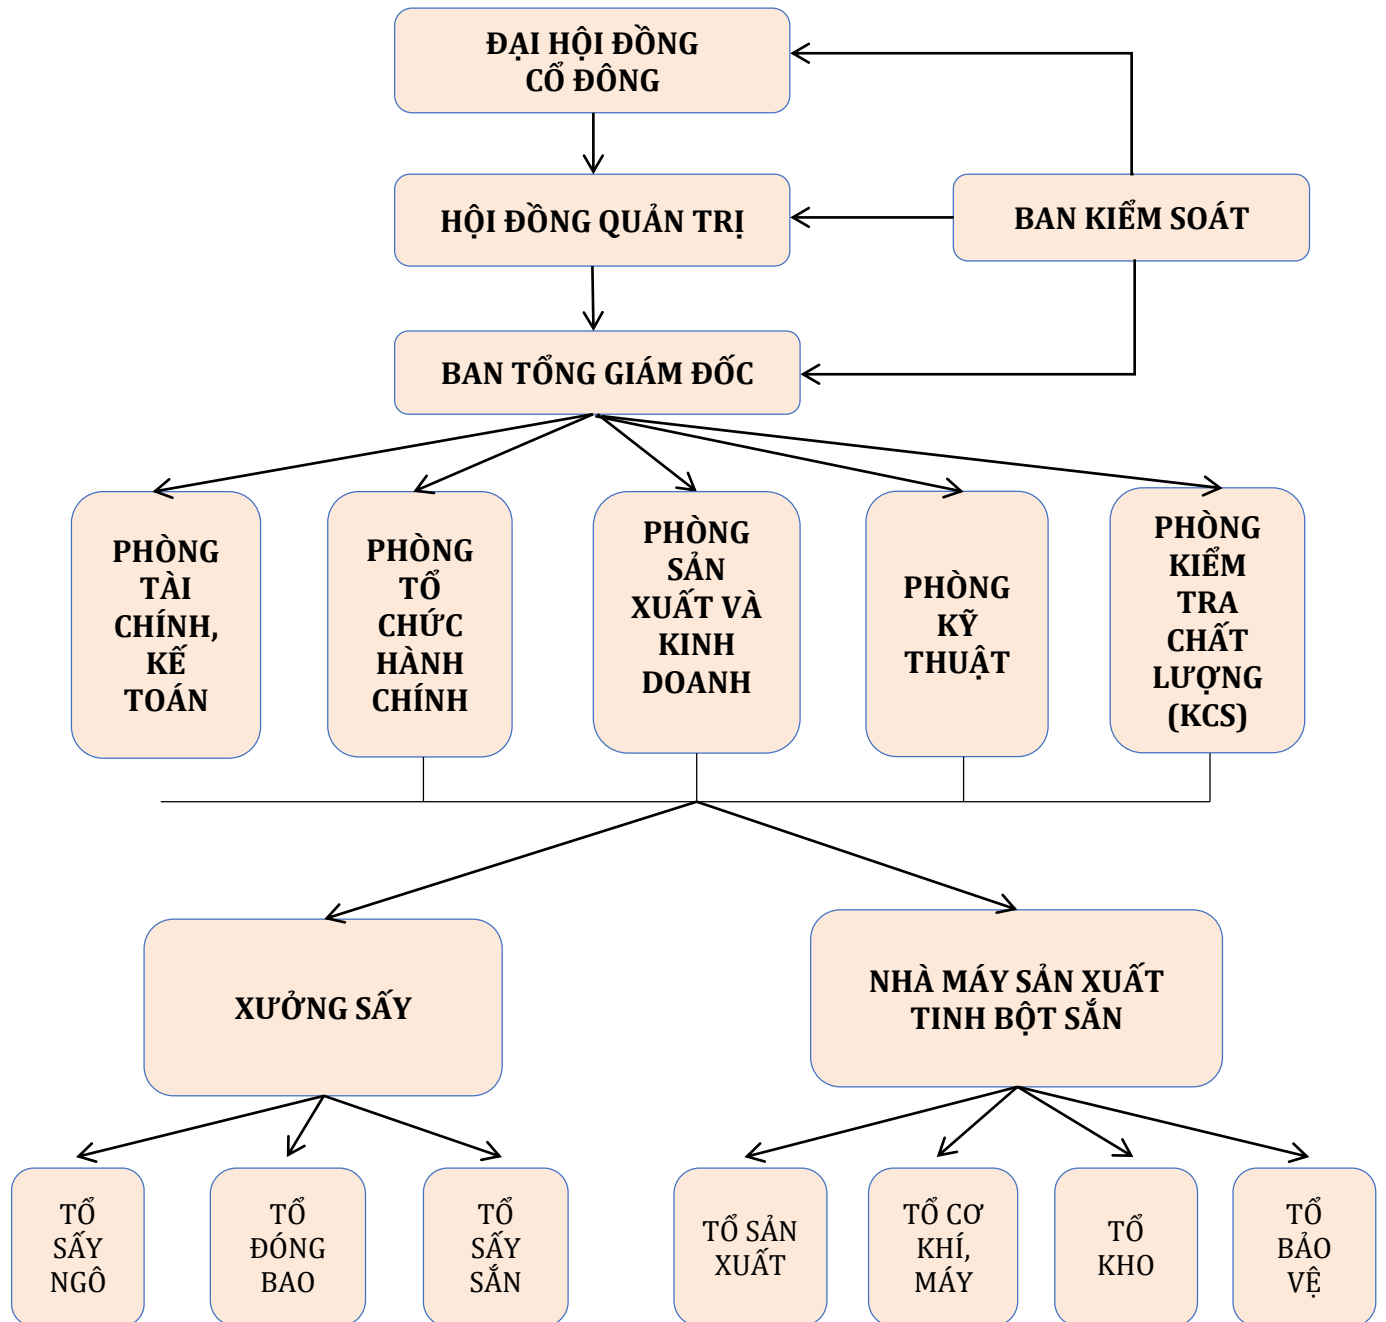 ĐẠI HỘI ĐỒNG
CỔ ĐÔNG
HỘI ĐỒNG QUẢN TRỊ
BAN KIỂM SOÁT
BAN TỔNG GIÁM ĐỐC
PHÒNG
TÀI
CHÍNH,
KẾ
TOÁN
PHÒNG
TỔ
CHỨC
HÀNH
CHÍNH
PHÒNG
SẢN
XUẤT VÀ
KINH
DOANH
PHÒNG
KỸ
THUẬT
PHÒNG
KIỂM
TRA
CHẤT
LƯỢNG
(KCS)
XƯỞNG SẤY
NHÀ MÁY SẢN XUẤT
TINH BỘT SẮN
TỔ
SẤY
NGÔ
TỔ
ĐÓNG
BAO
TỔ
SẤY
SẮN
TỔ SẢN
XUẤT
TỔ CƠ
KHÍ,
MÁY
TỔ
KHO
TỔ
BẢO
VỆ